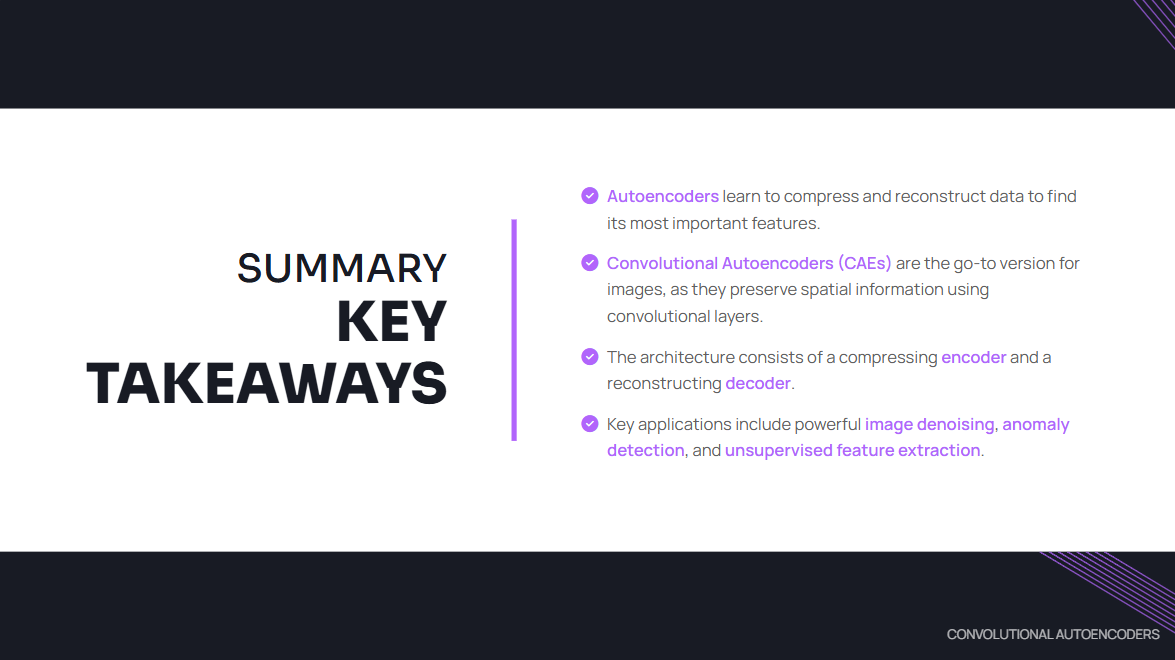 SUMMARY
KEY
TAKEAWAYS
Autoencoders learn to compress and reconstruct data to find
its most important features.
Convolutional Autoencoders (CAEs) are the go-to version for
images, as they preserve spatial information using
convolutional layers.
The architecture consists of a compressing encoder and a
reconstructing decoder.
Key applications include powerful image denoising, anomaly
detection, and unsupervised feature extraction.
CONVOLUTIONAL AUTOENCODERS